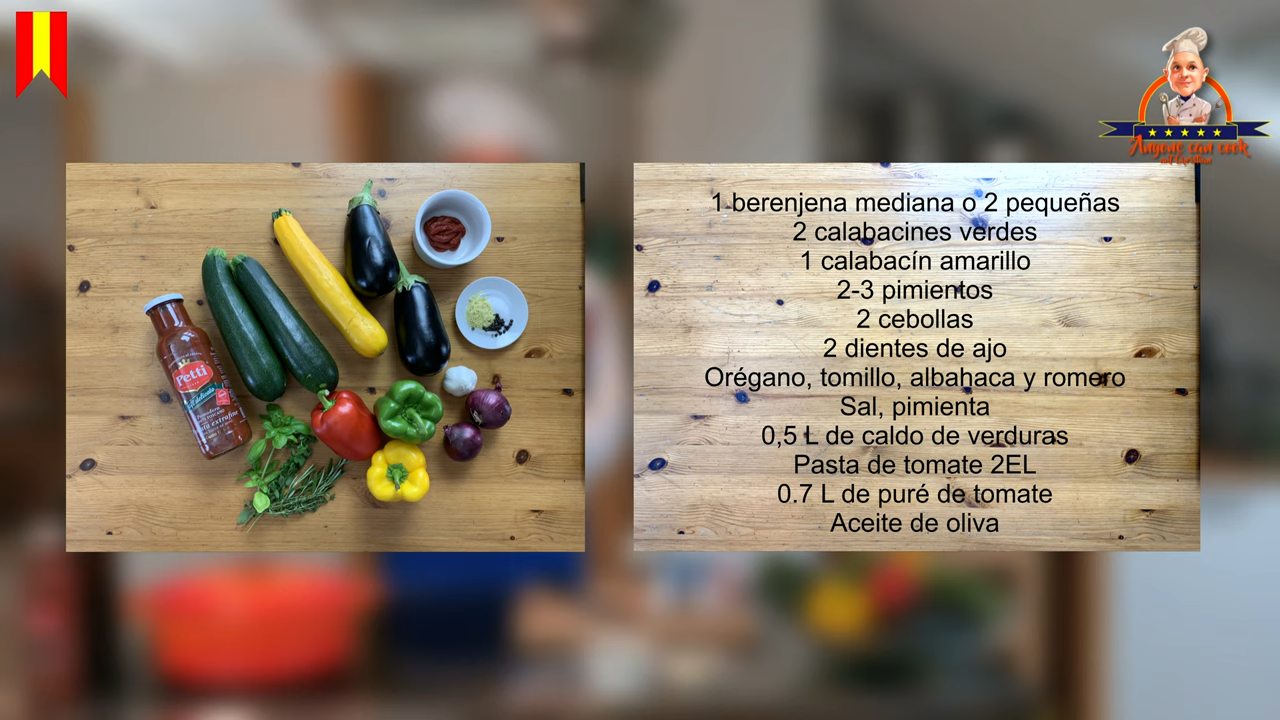 Anyone can cook
mit Christian
Petti
1 berenjena mediana o 2 pequeñas
2 calabacines verdes
1 calabacín amarillo
2-3 pimientos
2 cebollas
2 dientes de ajo
Orégano, tomillo, albahaca y romero
Sal, pimienta
0,5 L de caldo de verduras
Pasta de tomate 2EL
0.7 L de puré de tomate
Aceite de oliva